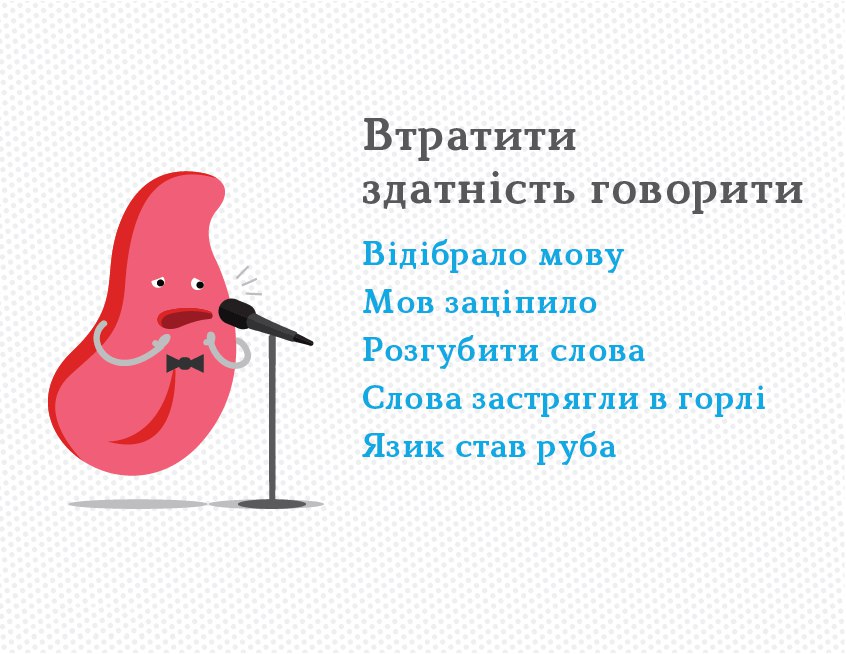 Втратити
здатність говорити
Відібрало мову
Мов заціпило
Розгубити слова
Слова застрягли в горлі
Язик став руба